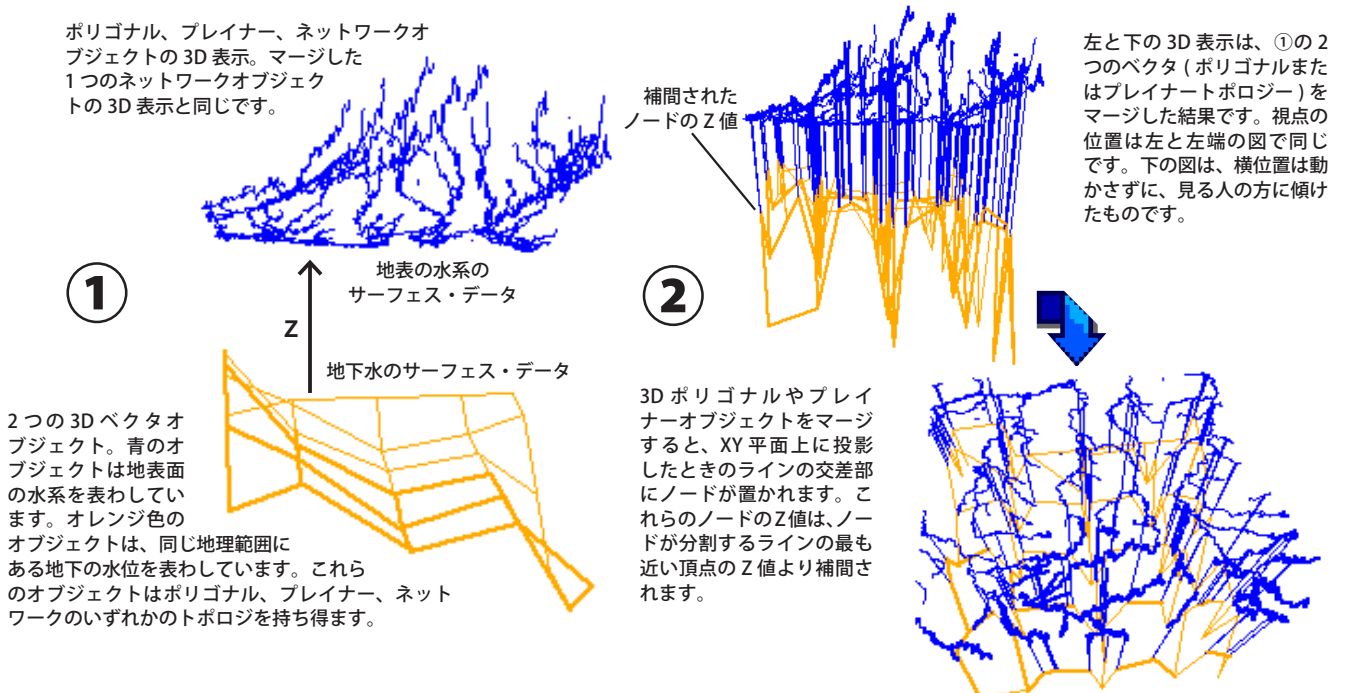 ポリゴナル、プレイナー、ネットワークオ
ブジェクトの 3D 表示。マージした
1 つのネットワークオブジェク
トの 3D 表示と同じです。
①
地表の水系の
サーフェス・データ
Z
地下水のサーフェス・データ
2 つの 3D ベクタオ
ブジェクト。青のオ
ブジェクトは地表面
の水系を表わしてい
ます。オレンジ色の
オブジェクトは、同じ地理範囲に
ある地下の水位を表わしています。これら
のオブジェクトはポリゴナル、プレイナー、ネット
ワークのいずれかのトポロジを持ち得ます。
補間された
ノードの Z 値
②
左と下の 3D 表示は、①の 2
つのベクタ ( ポリゴナルまた
はプレイナートポロジー ) を
マージした結果です。視点の
位置は左と左端の図で同じ
です。下の図は、横位置は動
かさずに、見る人の方に傾け
たものです。
3D ポリゴナルやプレイ
ナーオブジェクトをマージ
すると、XY 平面上に投影
したときのラインの交差部
にノードが置かれます。こ
れらのノードのZ値は、ノー
ドが分割するラインの最も
近い頂点の Z 値より補間さ
れます。